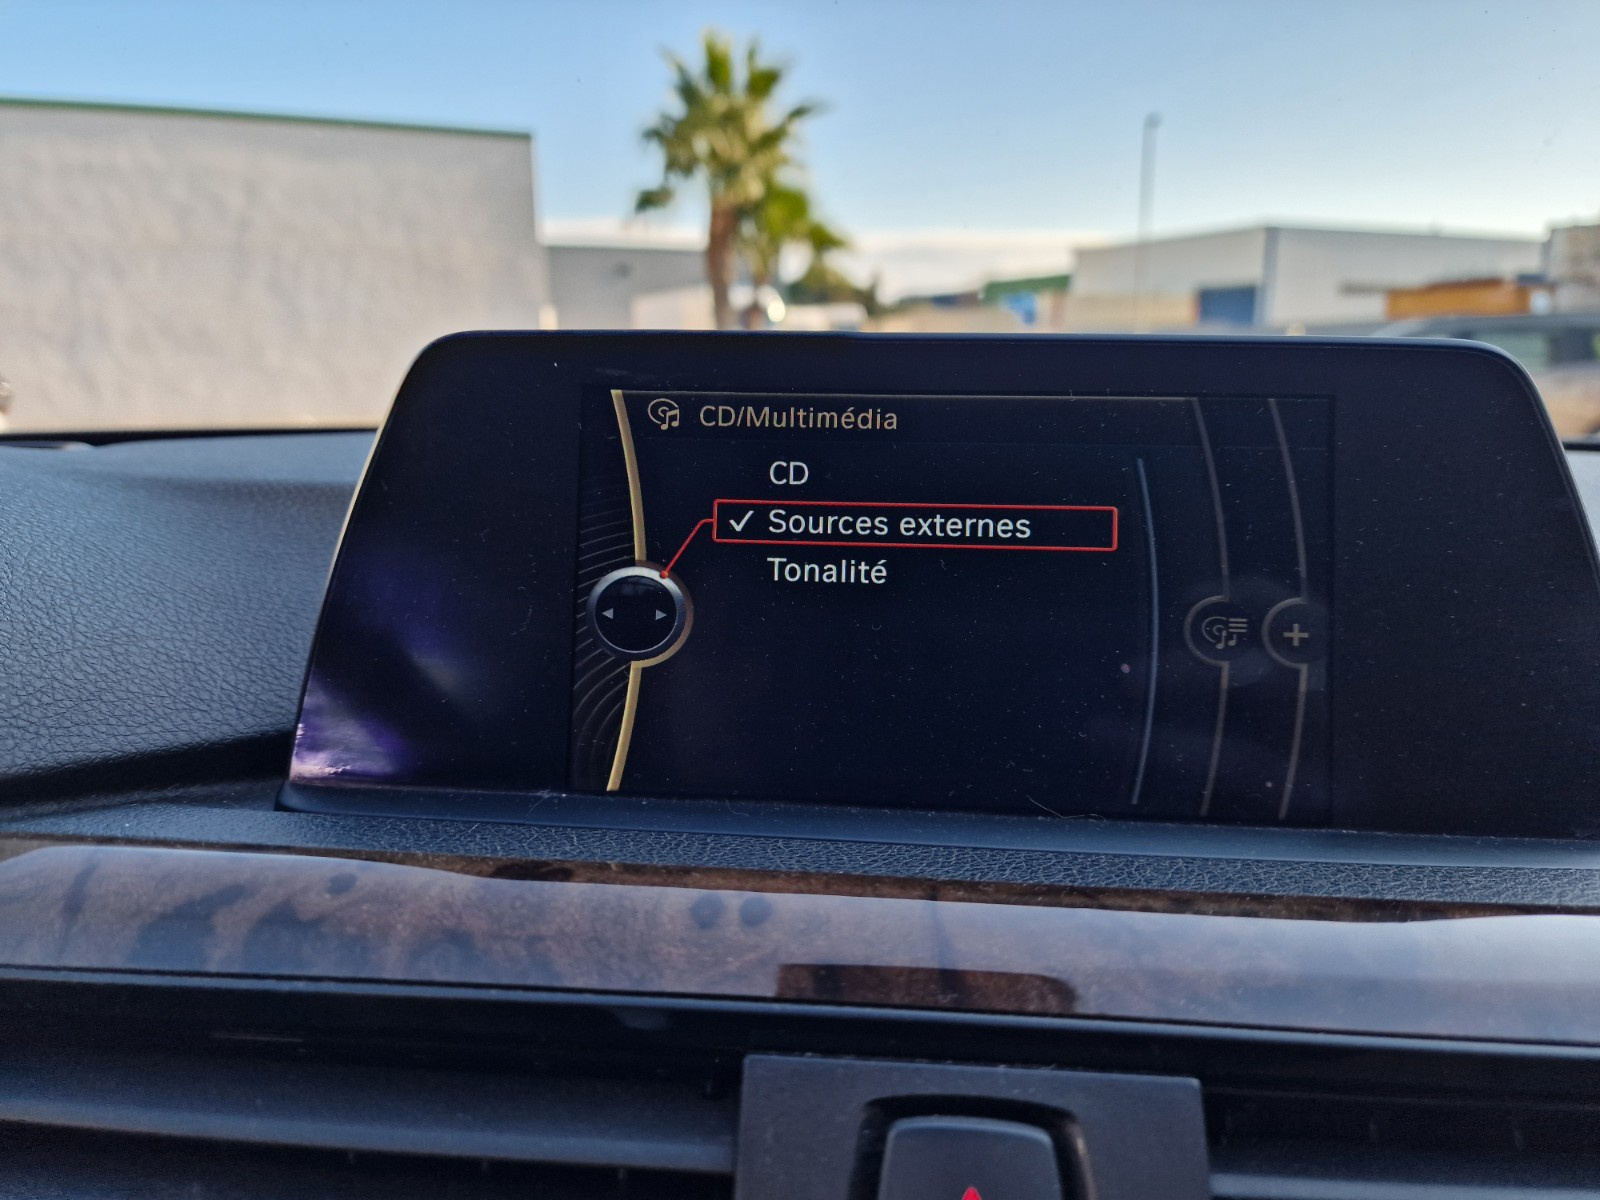 CD/Multimédia
CD
✓ Sources externes
Tonalité